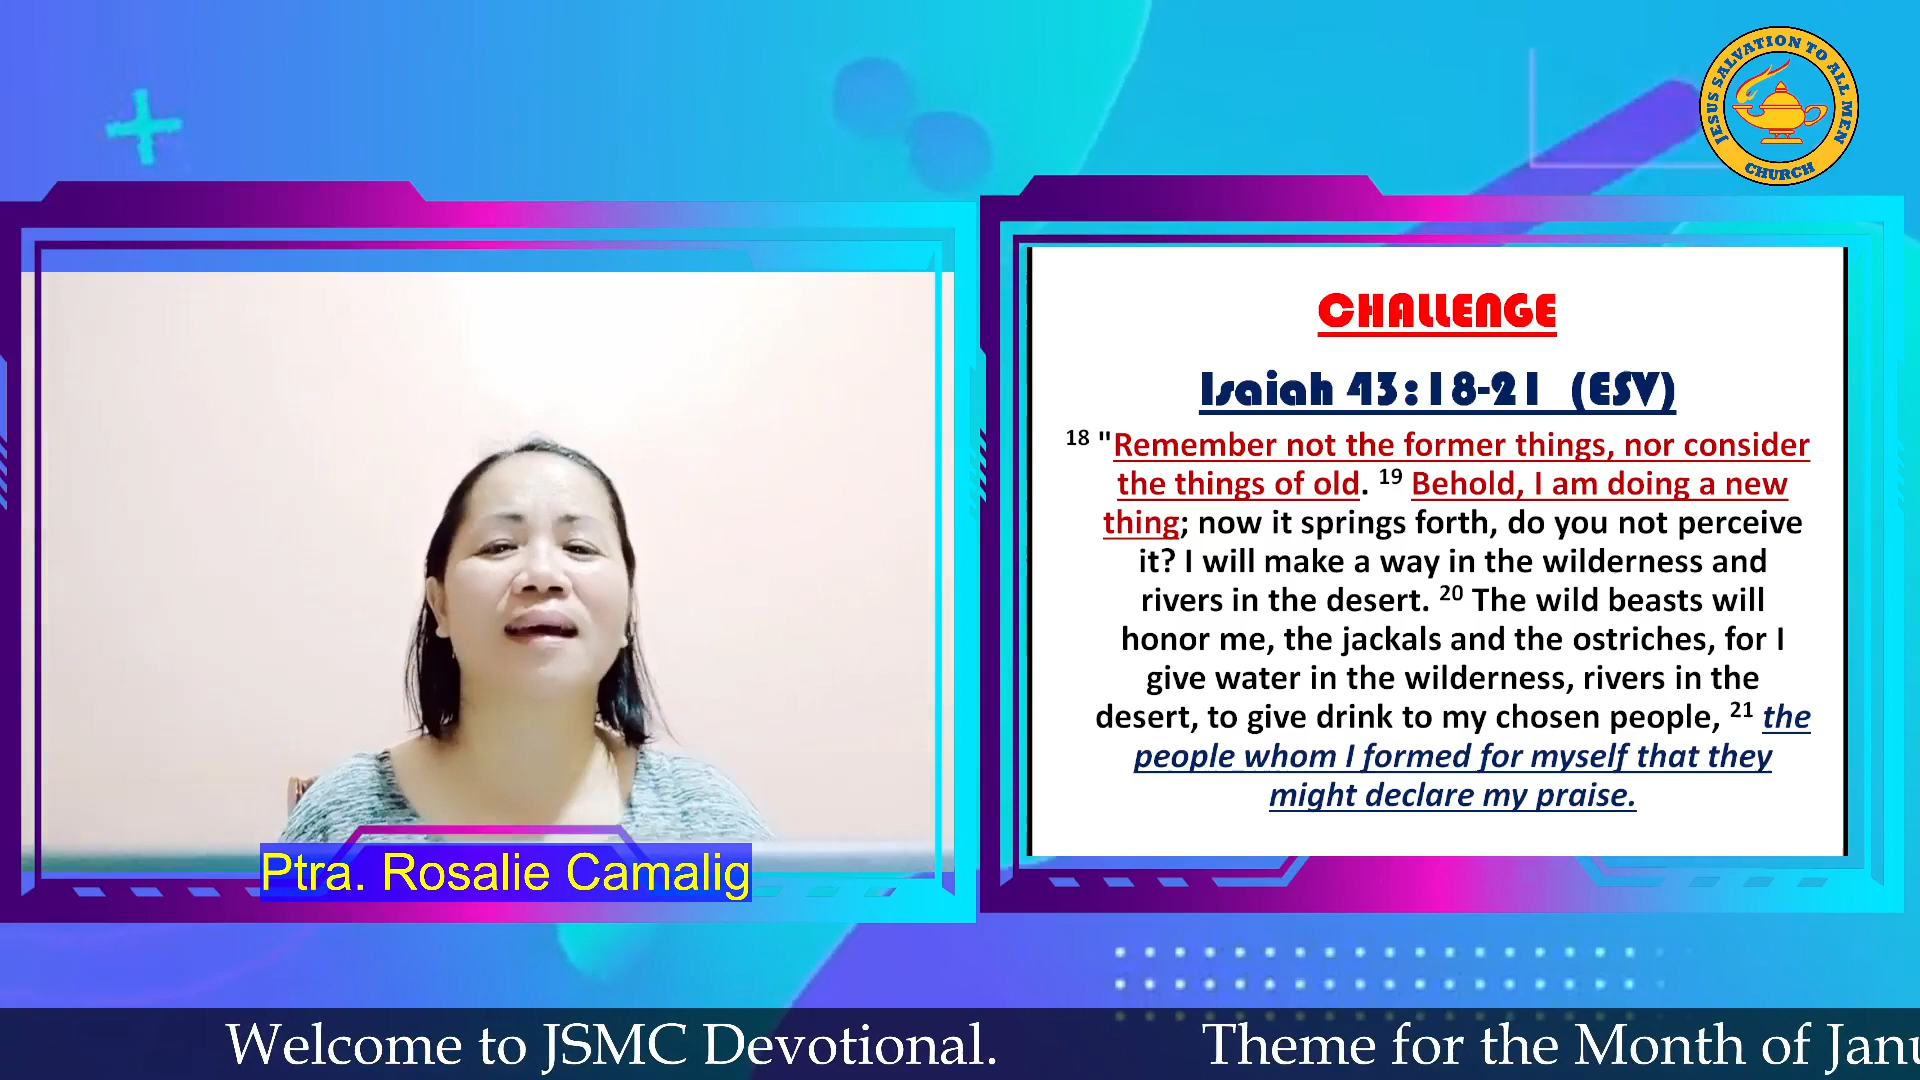 JESUS SALVATION TO ALL MEN
CHURCH
CHALLENGE
Isaiah 43:18-21 (ESV)
18 "Remember not the former things, nor consider
the things of old. 19 Behold, I am doing a new
thing; now it springs forth, do you not perceive
it? I will make a way in the wilderness and
rivers in the desert. 20 The wild beasts will
honor me, the jackals and the ostriches, for I
give water in the wilderness, rivers in the
desert, to give drink to my chosen people, 21 the
people whom I formed for myself that they
might declare my praise.
Ptra. Rosalie Camalig
Welcome to JSMC Devotional. Theme for the Month of